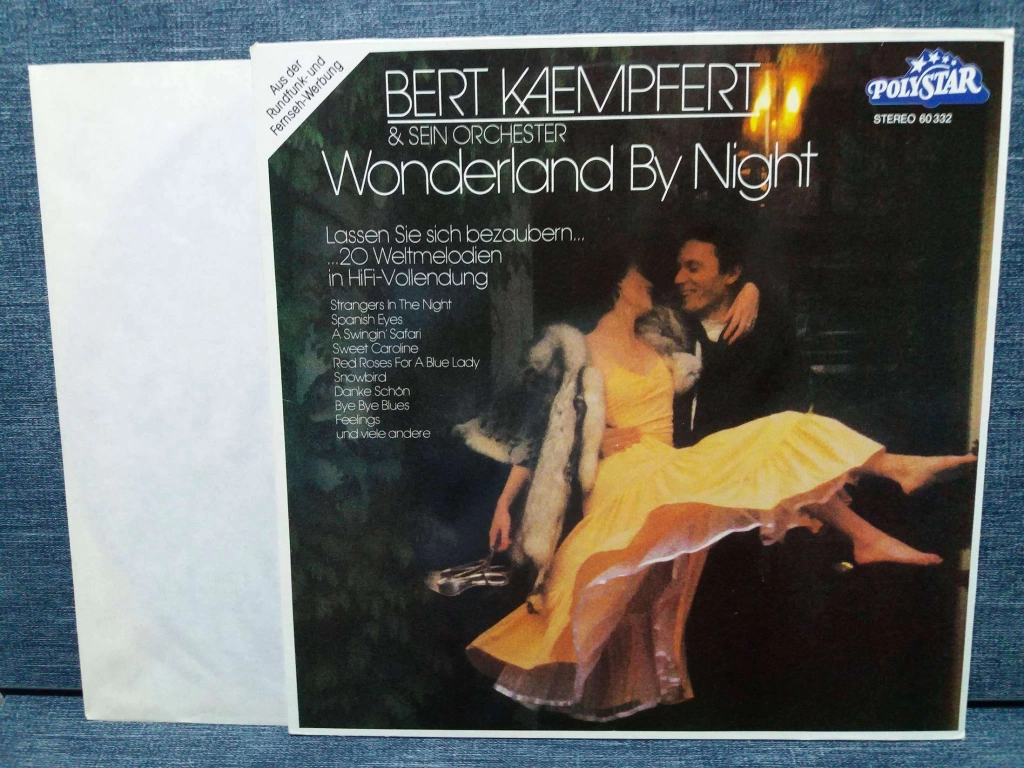 Aus der
Rundfunk- und
Fernseh-Werbung
BERT KAEMPFERT
& SEIN ORCHESTER
Wonderland By Night
POLYSTAR
STEREO 60 332
Lassen Sie sich bezaubern...
...20 Weltmelodien
in HiFi-Vollendung
Strangers In The Night
Spanish Eyes
A Swingin' Safari
Sweet Caroline
Red Roses For A Blue Lady
Snowbird
Danke Schön
Bye Bye Blues
Feelings
und viele andere